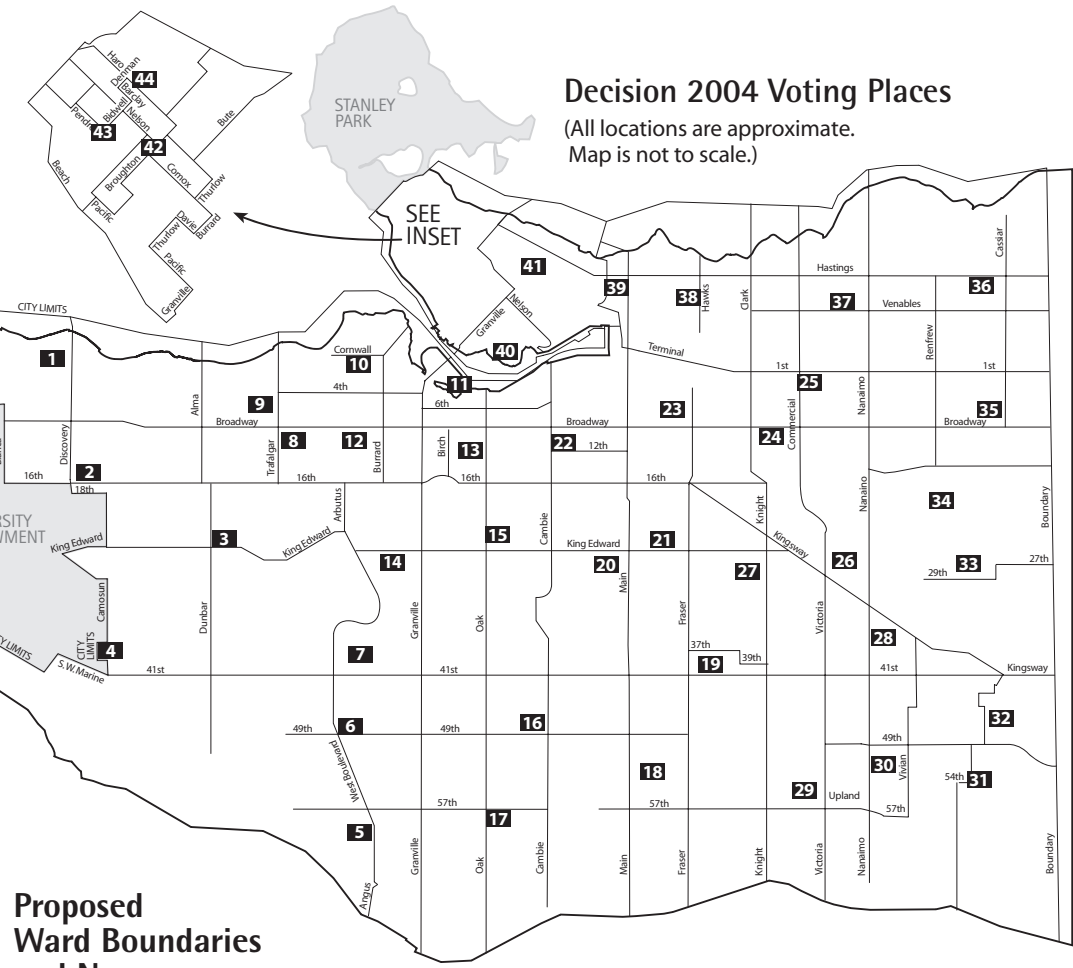 Decision 2004 Voting Places
(All locations are approximate.
Map is not to scale.)
STANLEY
PARK
SEE
INSET
Haro
Denman
44
Barclay
Bidwell
Nelson
43
42
Bute
Beach
Broughton
Comox
Thurlow
Pacific
Davie
Burrard
Thurlow
Pacific
Granville
CITY LIMITS
1
Discovery
Alma
Cornwall
10
4th
11
6th
9
Broadway
Trafalgar
8
12
Burrard
Birch
13
Granville
Nelson
41
40
39
38
Hawks
Clark
Hastings
37
Venables
36
Cassiar
Renfrew
Terminal
1st
1st
25
Nanaimo
Commercial
23
24
35
Broadway
Broadway
22
12th
16th
2
18th
16th
16th
16th
Arbutus
Knight
Nanaino
34
Boundary
King Edward
3
King Edward
14
15
Cambie
King Edward
20
Main
21
Kingsway
27
26
33
29th
27th
Camosun
CITY
LIMITS
4
S.W. Marine
41st
Dunbar
7
Granville
Oak
41st
Fraser
37th
19
39th
Victoria
28
41st
Kingsway
49th
6
49th
16
32
49th
West Boulevard
18
30
Vivian
54th
31
29
Upland
57th
17
57th
57th
5
Angus
Granville
Oak
Cambie
Main
Fraser
Knight
Victoria
Nanaimo
Boundary
Proposed
Ward Boundaries